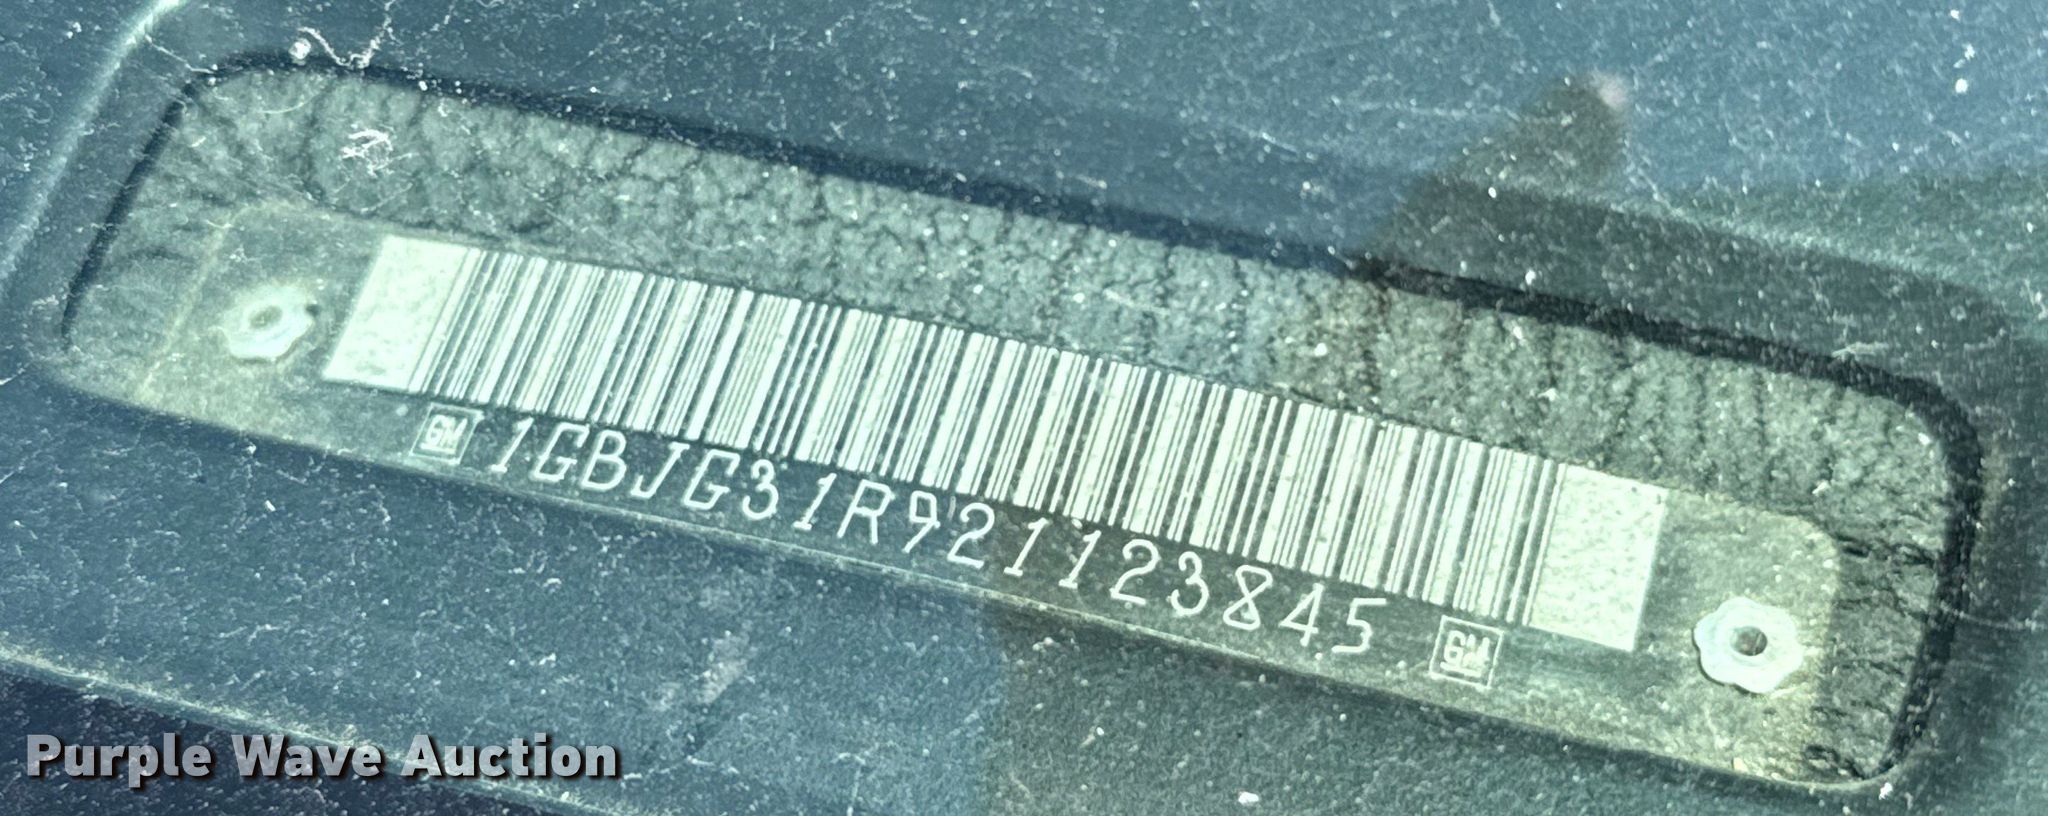 GM 1GBJG31R921123845 GM
Purple Wave Auction